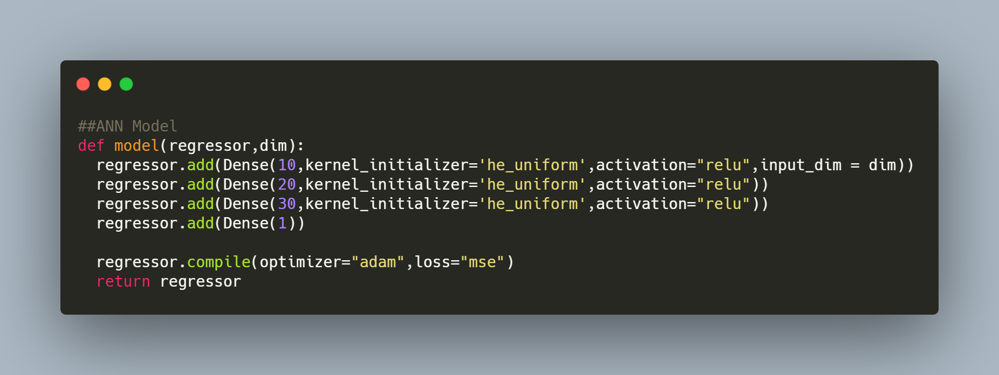 ##ANN Model
def model(regressor,dim):
  regressor.add(Dense(10,kernel_initializer='he_uniform',activation="relu",input_dim = dim))
  regressor.add(Dense(20,kernel_initializer='he_uniform',activation="relu"))
  regressor.add(Dense(30,kernel_initializer='he_uniform',activation="relu"))
  regressor.add(Dense(1))

  regressor.compile(optimizer="adam",loss="mse")
  return regressor